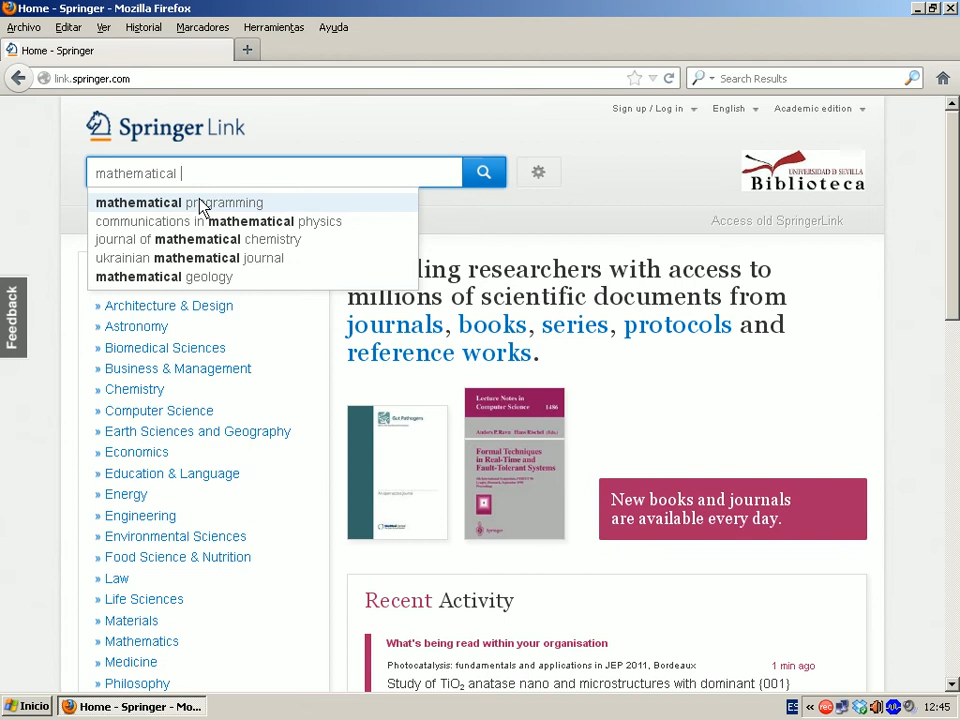 Home - Springer - Mozilla Firefox
Archivo Editar Ver Historial Marcadores Herramientas Ayuda
Home - Springer
link.springer.com
Search Results
Sign up / Log in English Academic edition
Springer Link
mathematical
UNIVERSIDAD D SEVILLA
Biblioteca
mathematical programming
communications in mathematical physics
journal of mathematical chemistry
ukrainian mathematical journal
mathematical geology
Access old SpringerLink
ling researchers with access to
millions of scientific documents from
journals, books, series, protocols and
reference works.
Feedback
» Architecture & Design
» Astronomy
» Biomedical Sciences
» Business & Management
» Chemistry
» Computer Science
» Earth Sciences and Geography
» Economics
» Education & Language
» Energy
» Engineering
» Environmental Sciences
» Food Science & Nutrition
» Law
» Life Sciences
» Materials
» Mathematics
» Medicine
» Philosophy
Gut Pathogens
Lecture Notes in
Computer Science 1486
Anders P. Ravn Hans Rischel
Formal Techniques
in Real-Time and
Fault-Tolerant Systems
Springer
New books and journals
are available every day.
Recent Activity
What's being read within your organisation
Photocatalysis: fundamentals and applications in JEP 2011, Bordeaux 1 min ago
Study of TiO₂ anatase nano and microstructures with dominant {001}
Inicio Home - Springer - Mo... ES rec 12:45